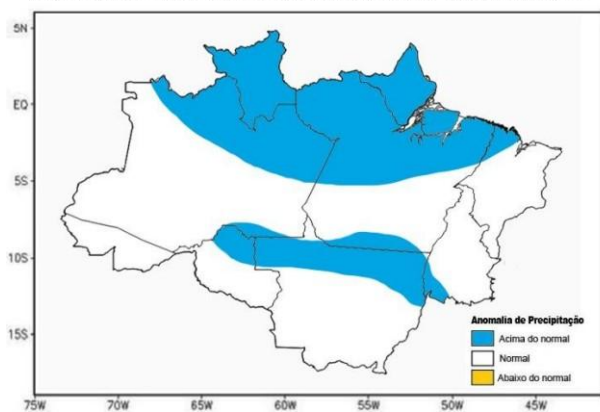 5N
EQ
5S
10S
15S
75W 70W 65W 60W 55W 50W 45W
Anomalia de Precipitação
Acima do normal
Normal
Abaixo do normal